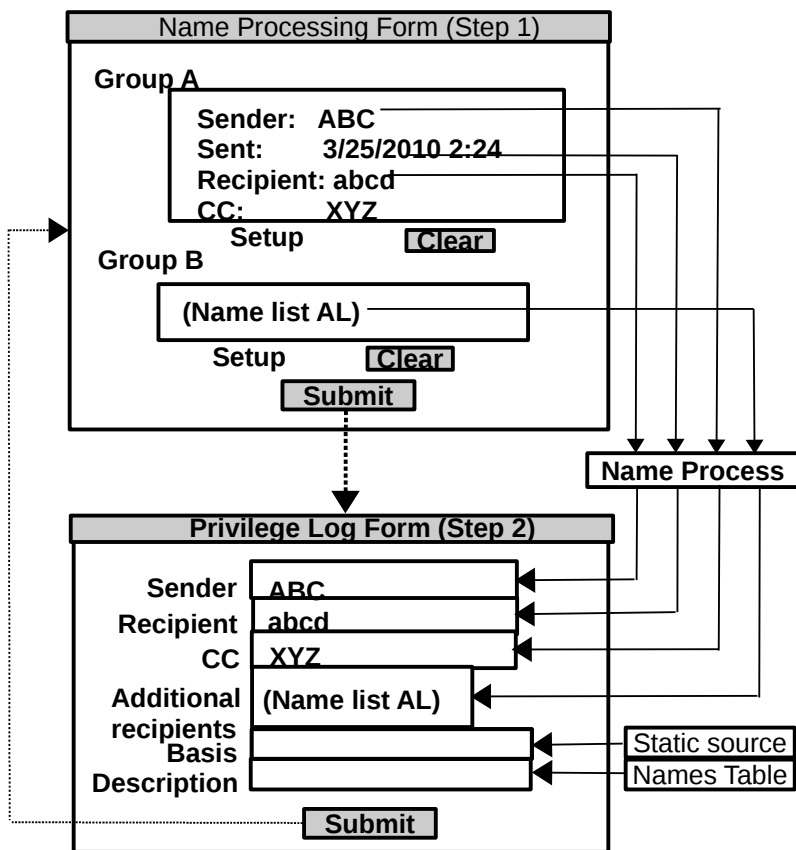 Name Processing Form (Step 1)
Group A
Sender: ABC
Sent: 3/25/2010 2:24
Recipient: abcd
CC: XYZ
Setup Clear
Group B
(Name list AL)
Setup Clear
Submit
Name Process
Privilege Log Form (Step 2)
Sender ABC
Recipient abcd
CC XYZ
Additional
recipients
(Name list AL)
Basis
Static source
Description
Names Table
Submit